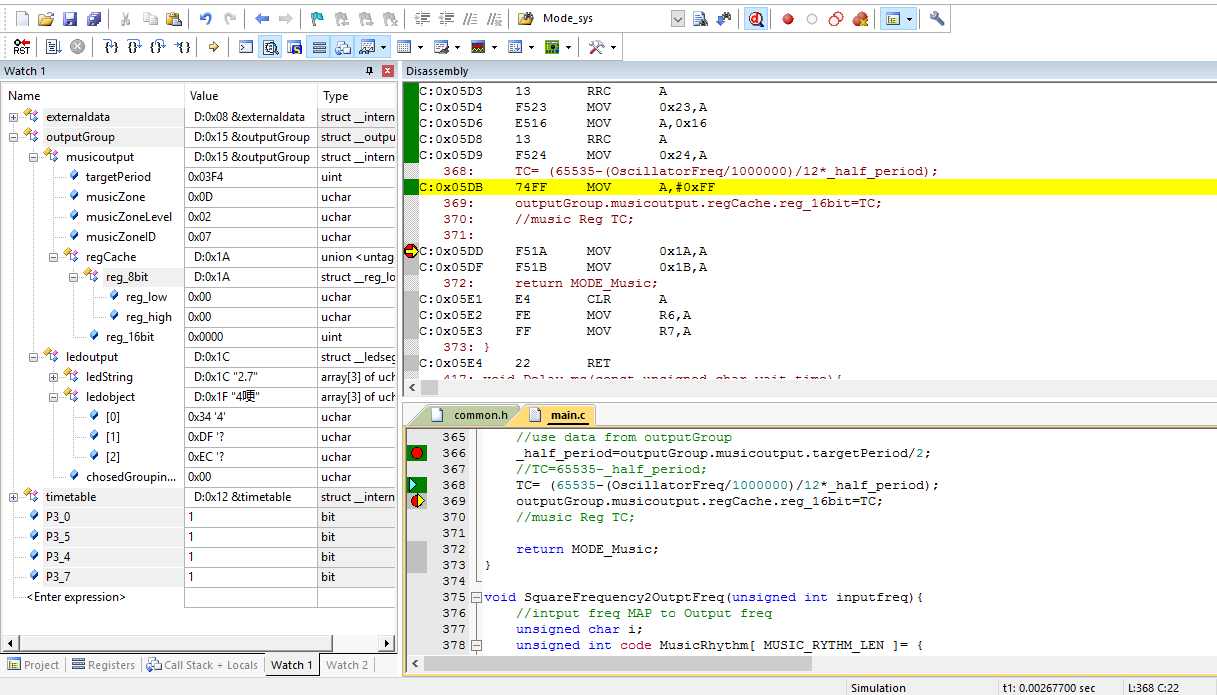 Mode_sys
RST
Watch 1
Name Value Type
externaldata D:0x08 &externaldata struct __intern
outputGroup D:0x15 &outputGroup struct __outpu
musicoutput D:0x15 &outputGroup struct __intern
targetPeriod 0x03F4 uint
musicZone 0x0D uchar
musicZoneLevel 0x02 uchar
musicZoneID 0x07 uchar
regCache D:0x1A union <untag
reg_8bit D:0x1A struct __reg_lo
reg_low 0x00 uchar
reg_high 0x00 uchar
reg_16bit 0x0000 uint
ledoutput D:0x1C struct __ledseg
ledString D:0x1C "2.7" array[3] of uch
ledobject D:0x1F "4哽" array[3] of uch
[0] 0x34 '4' uchar
[1] 0xDF '? uchar
[2] 0xEC '? uchar
chosedGroupin... 0x00 uchar
timetable D:0x12 &timetable struct __intern
P3_0 1 bit
P3_5 1 bit
P3_4 1 bit
P3_7 1 bit
<Enter expression>
Project Registers Call Stack + Locals Watch 1 Watch 2
Disassembly
C:0x05D3 13 RRC A
C:0x05D4 F523 MOV 0x23,A
C:0x05D6 E516 MOV A,0x16
C:0x05D8 13 RRC A
C:0x05D9 F524 MOV 0x24,A
368: TC= (65535-(OscillatorFreq/1000000)/12*_half_period);
C:0x05DB 74FF MOV A,#0xFF
369: outputGroup.musicoutput.regCache.reg_16bit=TC;
370: //music Reg TC;
371:
C:0x05DD F51A MOV 0x1A,A
C:0x05DF F51B MOV 0x1B,A
372: return MODE_Music;
C:0x05E1 E4 CLR A
C:0x05E2 FE MOV R6,A
C:0x05E3 FF MOV R7,A
373: }
C:0x05E4 22 RET
417: void Delay_ms(const unsigned char wait_time){
common.h main.c
365 //use data from outputGroup
366 _half_period=outputGroup.musicoutput.targetPeriod/2;
367 //TC=65535-_half_period;
368 TC= (65535-(OscillatorFreq/1000000)/12*_half_period);
369 outputGroup.musicoutput.regCache.reg_16bit=TC;
370 //music Reg TC;
371
372 return MODE_Music;
373 }
374
375 void SquareFrequency2OutptFreq(unsigned int inputfreq){
376 //intput freq MAP to Output freq
377 unsigned char i;
378 unsigned int code MusicRhythm[ MUSIC_RYTHM_LEN ]= {
Simulation t1: 0.00267700 sec L:368 C:22